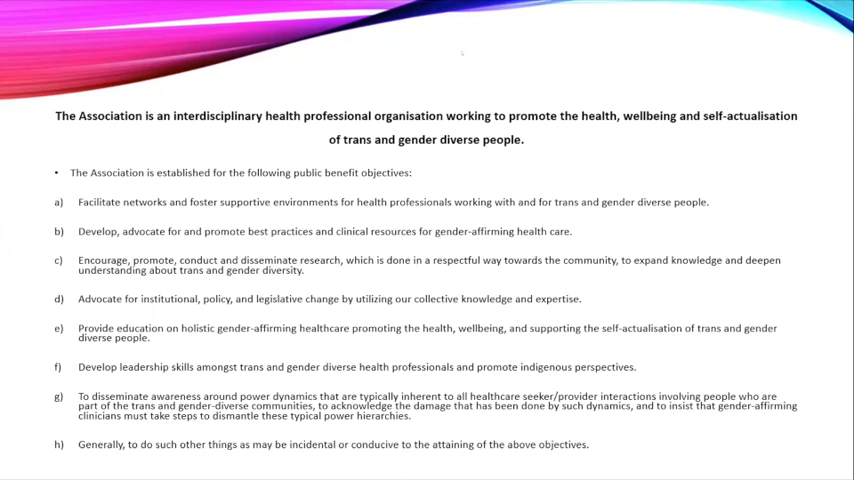 The Association is an interdisciplinary health professional organisation working to promote the health, wellbeing and self-actualisation
of trans and gender diverse people.
• The Association is established for the following public benefit objectives:
a) Facilitate networks and foster supportive environments for health professionals working with and for trans and gender diverse people.
b) Develop, advocate for and promote best practices and clinical resources for gender-affirming health care.
c) Encourage, promote, conduct and disseminate research, which is done in a respectful way towards the community, to expand knowledge and deepen
understanding about trans and gender diversity.
d) Advocate for institutional, policy, and legislative change by utilizing our collective knowledge and expertise.
e) Provide education on holistic gender-affirming healthcare promoting the health, wellbeing, and supporting the self-actualisation of trans and gender
diverse people.
f) Develop leadership skills amongst trans and gender diverse health professionals and promote indigenous perspectives.
g) To disseminate awareness around power dynamics that are typically inherent to all healthcare seeker/provider interactions involving people who are
part of the trans and gender-diverse communities, to acknowledge the damage that has been done by such dynamics, and to insist that gender-affirming
clinicians must take steps to dismantle these typical power hierarchies.
h) Generally, to do such other things as may be incidental or conducive to the attaining of the above objectives.